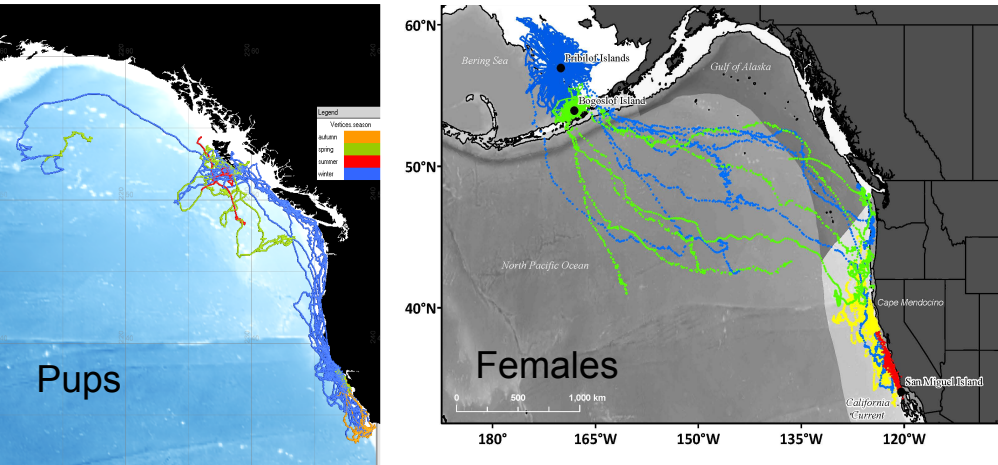 Legend
Vertices.season
autumn
spring
summer
winter
Pups
60°N
50°N
40°N
Bering Sea
Pribilof Islands
Gulf of Alaska
Bogoslof Island
North Pacific Ocean
Cape Mendocino
Females
San Miguel Island
California
Current
0 500 1,000 km
180° 165°W 150°W 135°W 120°W